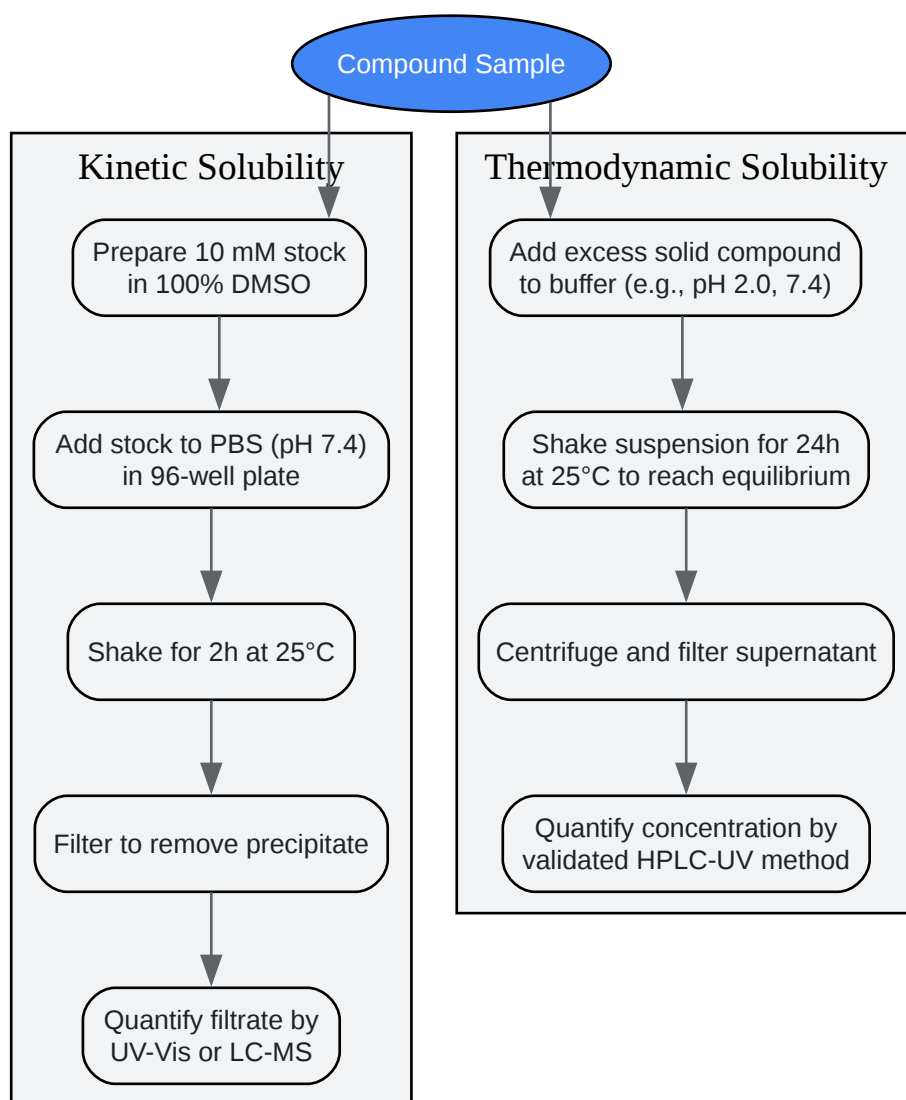 Compound Sample
Kinetic Solubility
Prepare 10 mM stock
in 100% DMSO
Add stock to PBS (pH 7.4)
in 96-well plate
Shake for 2h at 25°C
Filter to remove precipitate
Quantify filtrate by
UV-Vis or LC-MS
Thermodynamic Solubility
Add excess solid compound
to buffer (e.g., pH 2.0, 7.4)
Shake suspension for 24h
at 25°C to reach equilibrium
Centrifuge and filter supernatant
Quantify concentration by
validated HPLC-UV method